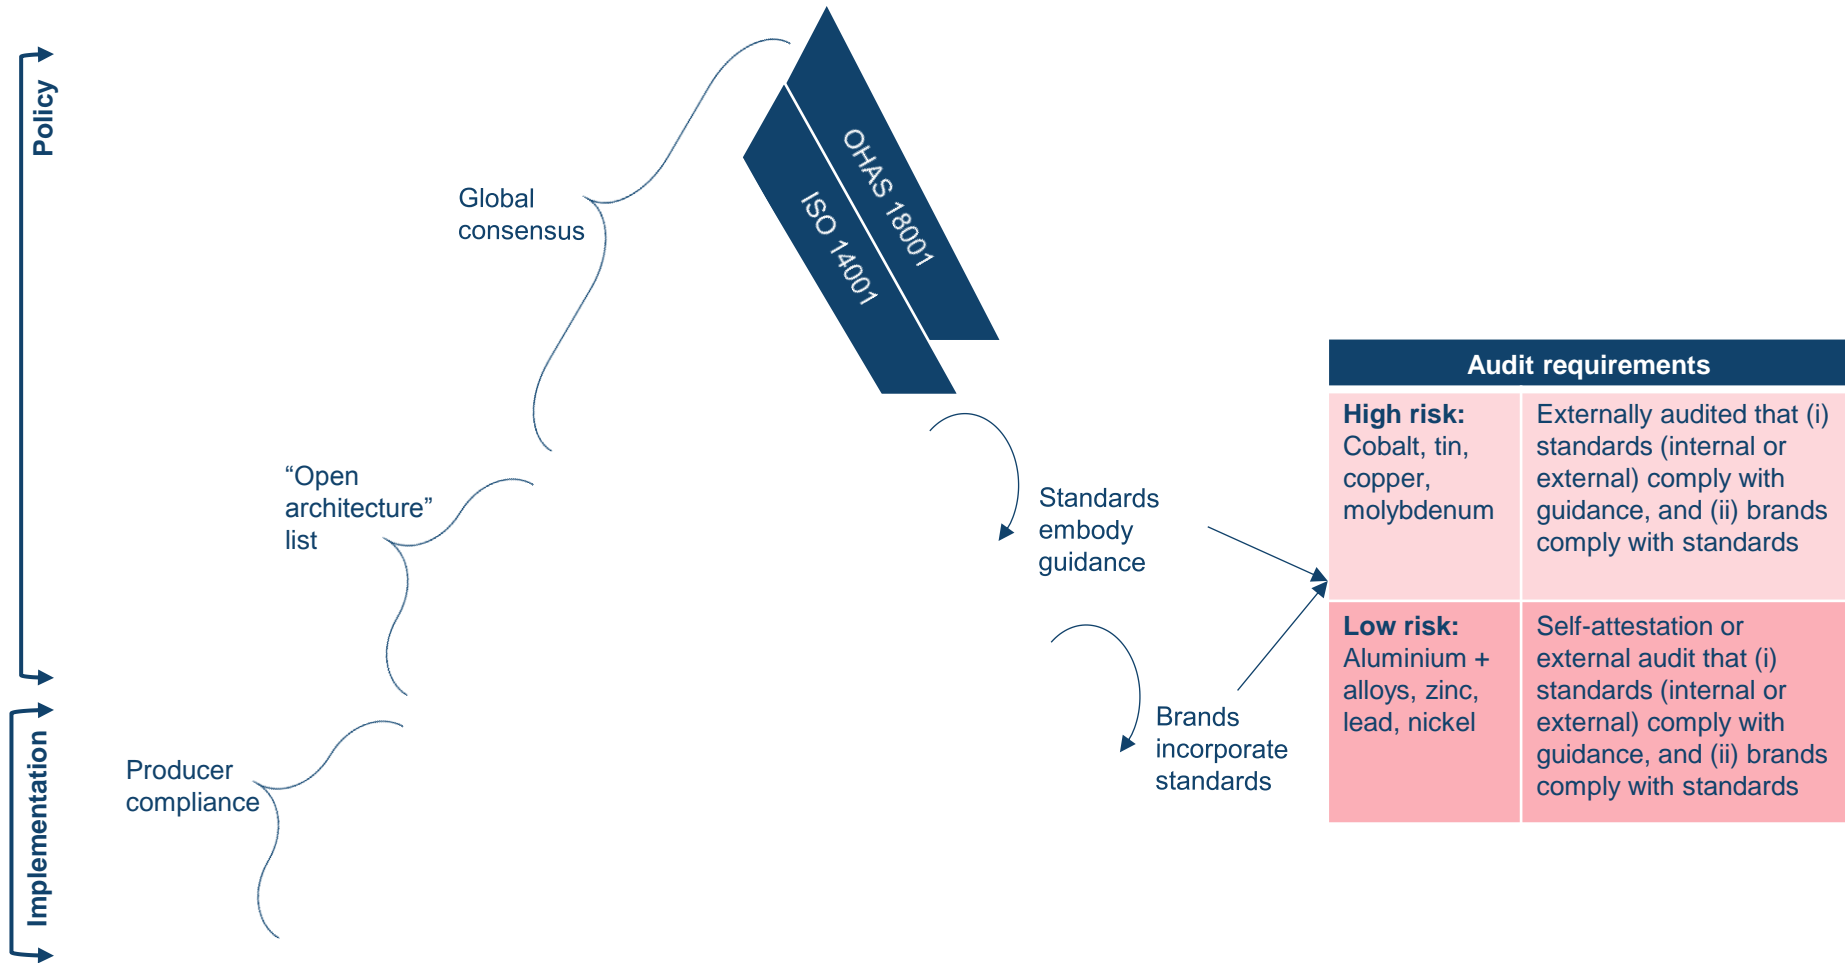 Policy
Implementation
Global
consensus
“Open
architecture”
list
Producer
compliance
OHAS 18001
ISO 14001
Standards
embody
guidance
Brands
incorporate
standards
Audit requirements
High risk:
Cobalt, tin,
copper,
molybdenum
Externally audited that (i)
standards (internal or
external) comply with
guidance, and (ii) brands
comply with standards
Low risk:
Aluminium +
alloys, zinc,
lead, nickel
Self-attestation or
external audit that (i)
standards (internal or
external) comply with
guidance, and (ii) brands
comply with standards